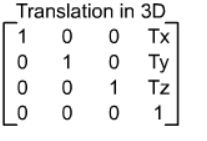 Translation in 3D
1 0 0 Tx
0 1 0 Ty
0 0 1 Tz
0 0 0 1